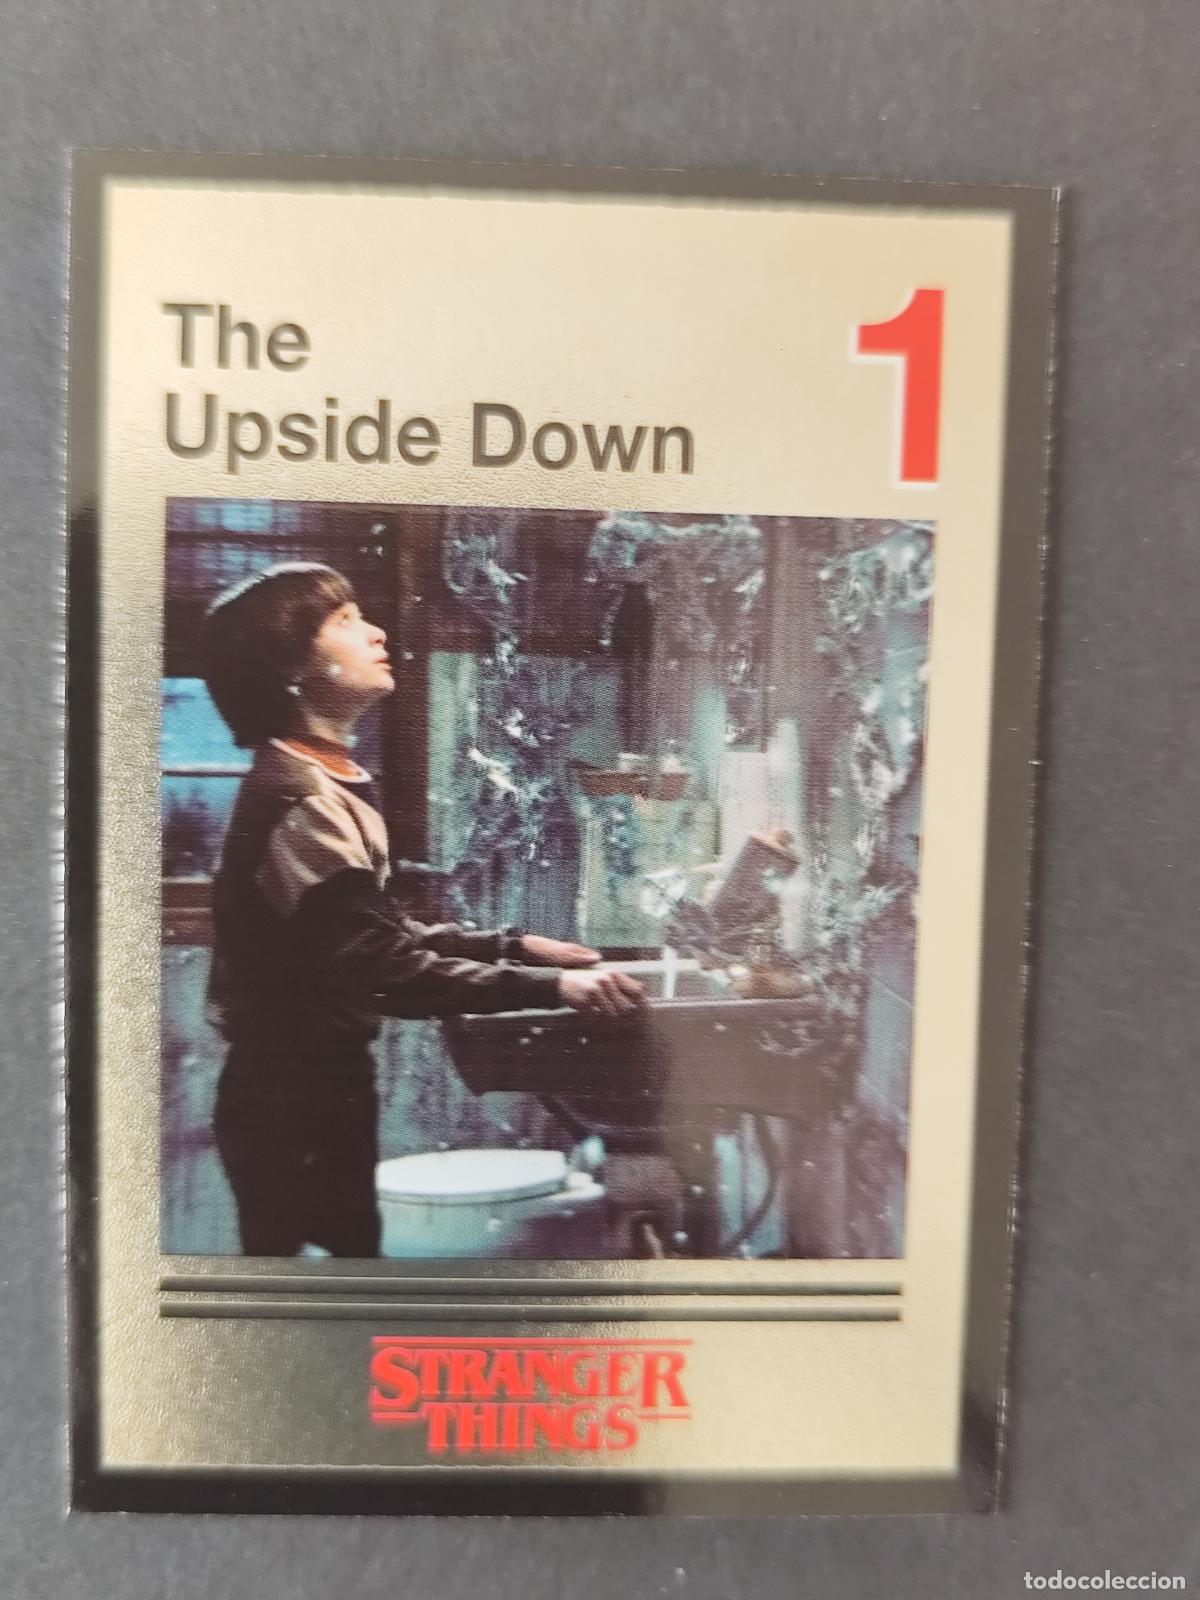 The
Upside Down
1
STRANGER
THINGS
todocoleccion